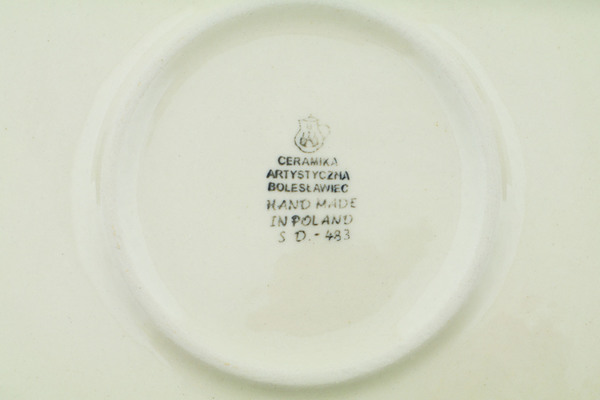 CERAMIKA
ARTYSTYCZNA
BOLESŁAWIEC
HAND MADE
IN POLAND
S D.-483